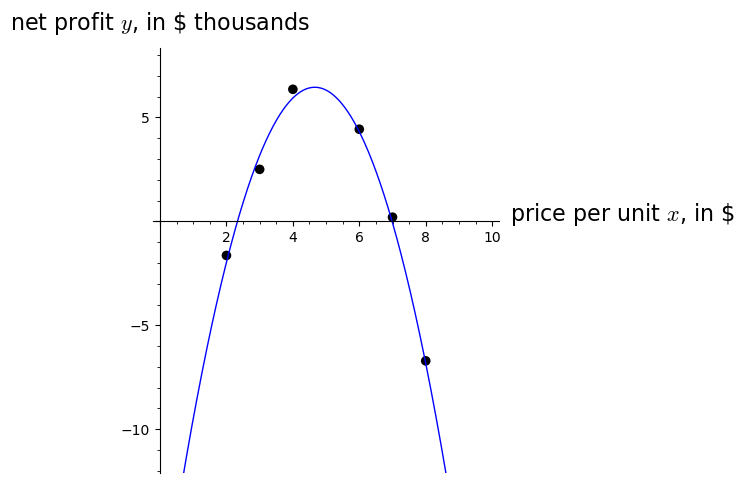 net profit y, in $ thousands
5
price per unit x, in $
2 4 6 8 10
−5
−10